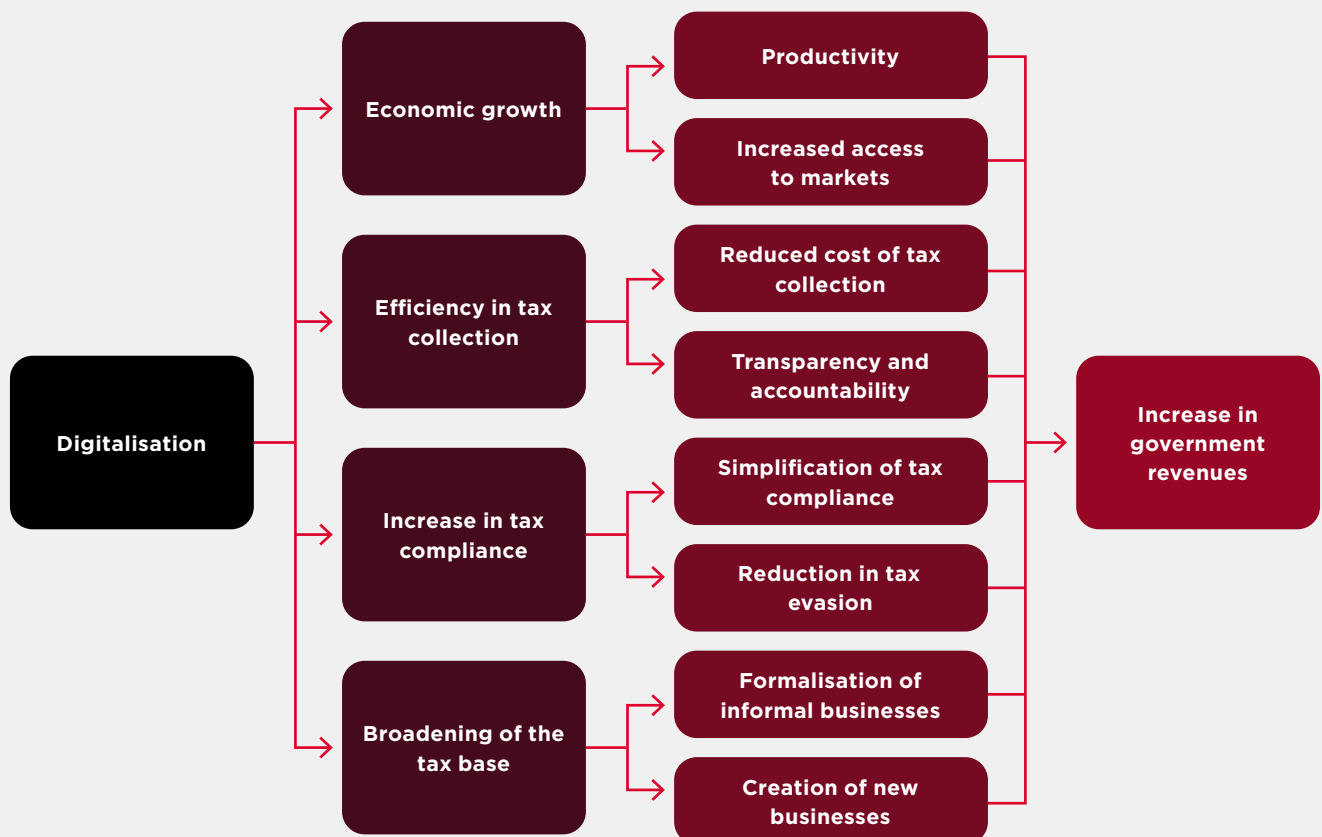 Digitalisation
Economic growth
Productivity
Increased access
to markets
Efficiency in tax
collection
Reduced cost of tax
collection
Transparency and
accountability
Increase in tax
compliance
Simplification of tax
compliance
Reduction in tax
evasion
Broadening of the
tax base
Formalisation of
informal businesses
Creation of new
businesses
Increase in
government
revenues